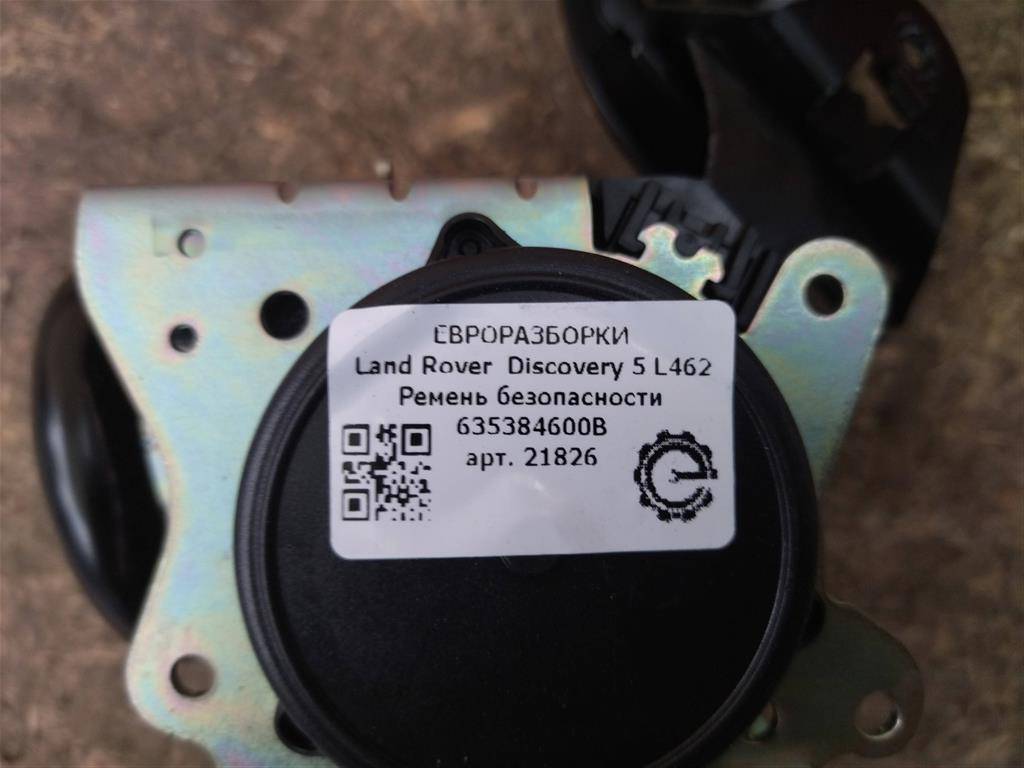 ЕВРОРАЗБОРКИ
Land Rover Discovery 5 L462
Ремень безопасности
635384600B
арт. 21826